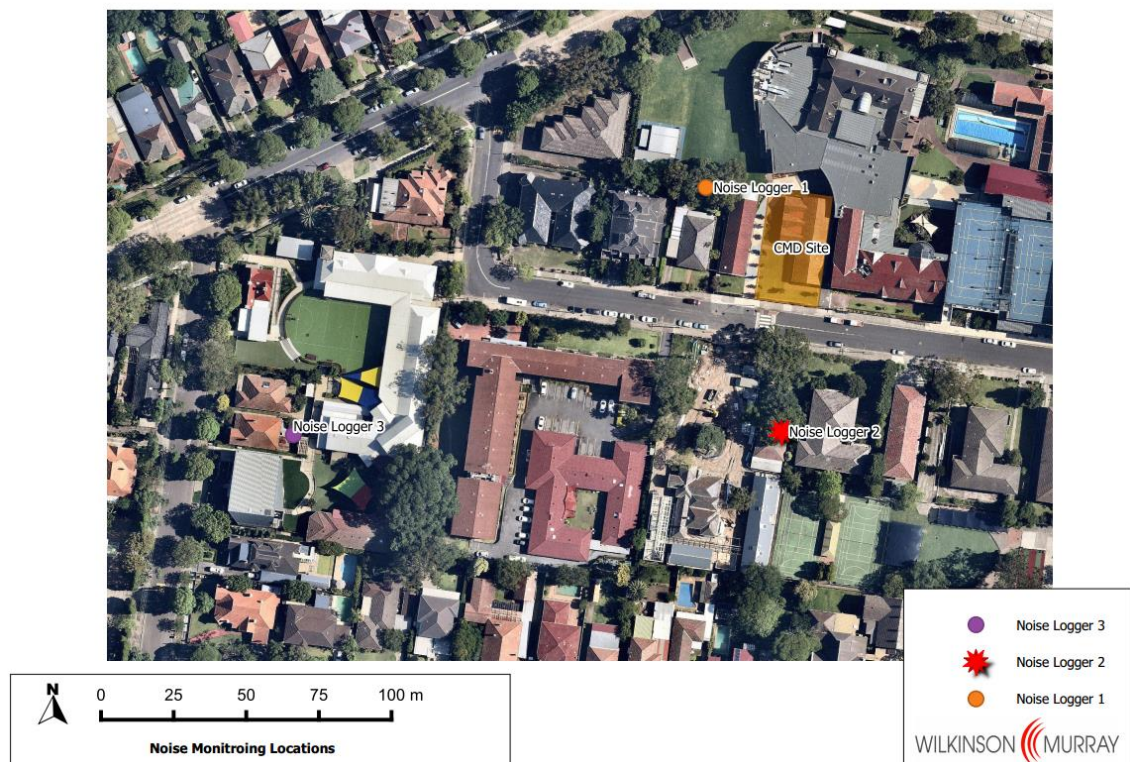 Noise Logger 1
CMD Site
Noise Logger 3
Noise Logger 2
N
0 25 50 75 100 m
Noise Monitroing Locations
Noise Logger 3
Noise Logger 2
Noise Logger 1
WILKINSON MURRAY